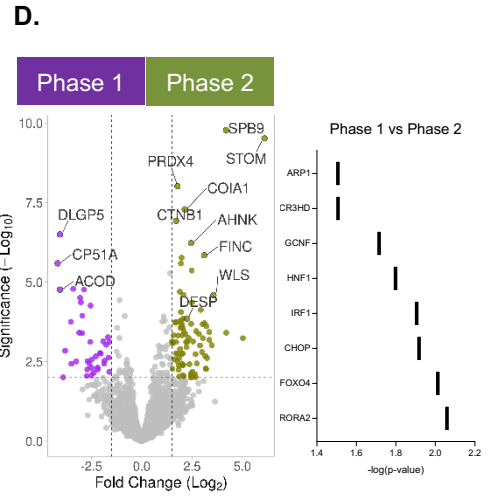 D.
Phase 1
Phase 2
Phase 1 vs Phase 2
Significance (−Log10)
10.0
7.5
5.0
2.5
0.0
SPB9
STOM
PRDX4
COIA1
DLGP5
CTNB1
AHNK
CP51A
FINC
ACOD
WLS
DESP
-2.5
0.0
2.5
5.0
Fold Change (Log2)
ARP1
CR3HD
GCNF
HNF1
IRF1
CHOP
FOXO4
RORA2
1.4
1.6
1.8
2.0
2.2
-log(p-value)